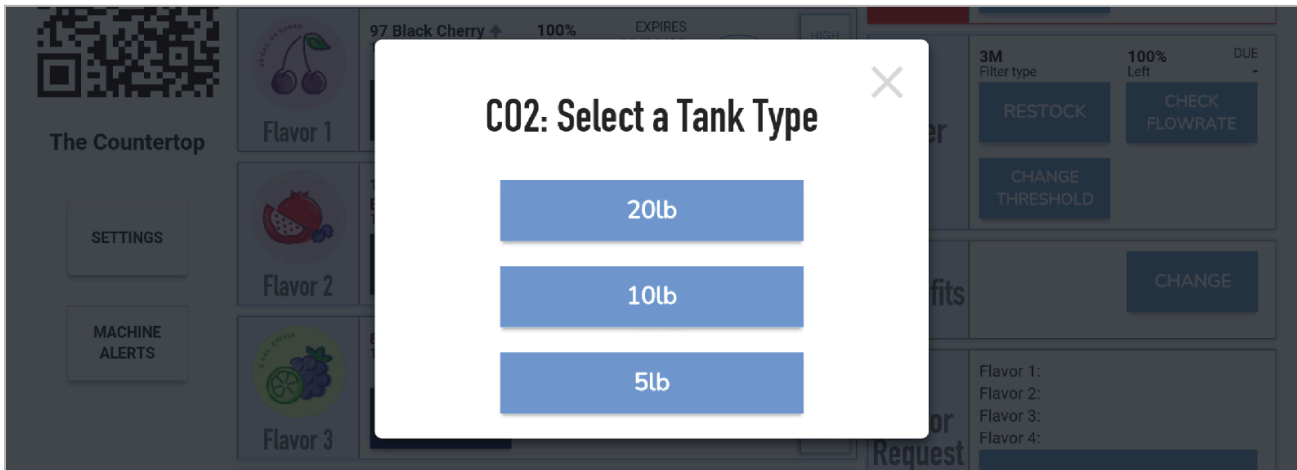 The Countertop
SETTINGS
MACHINE
ALERTS
Flavor 1
97 Black Cherry
100%
EXPIRES
HIGH
Flavor 2
Flavor 3
CO2: Select a Tank Type
20lb
10lb
5lb
3M
Filter type
100%
Left
DUE
-
RESTOCK
CHECK
FLOWRATE
CHANGE
THRESHOLD
CHANGE
Flavor 1:
Flavor 2:
Flavor 3:
Flavor 4:
Request